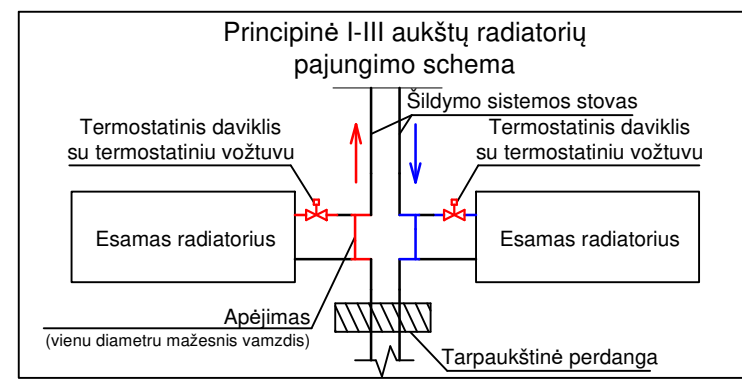 Principinė I-III aukštų radiatorių
pajungimo schema
Šildymo sistemos stovas
Termostatinis daviklis
su termostatiniu vožtuvu
Termostatinis daviklis
su termostatiniu vožtuvu
Esamas radiatorius
Esamas radiatorius
Apėjimas
(vienu diametru mažesnis vamzdis)
Tarpaukštinė perdanga